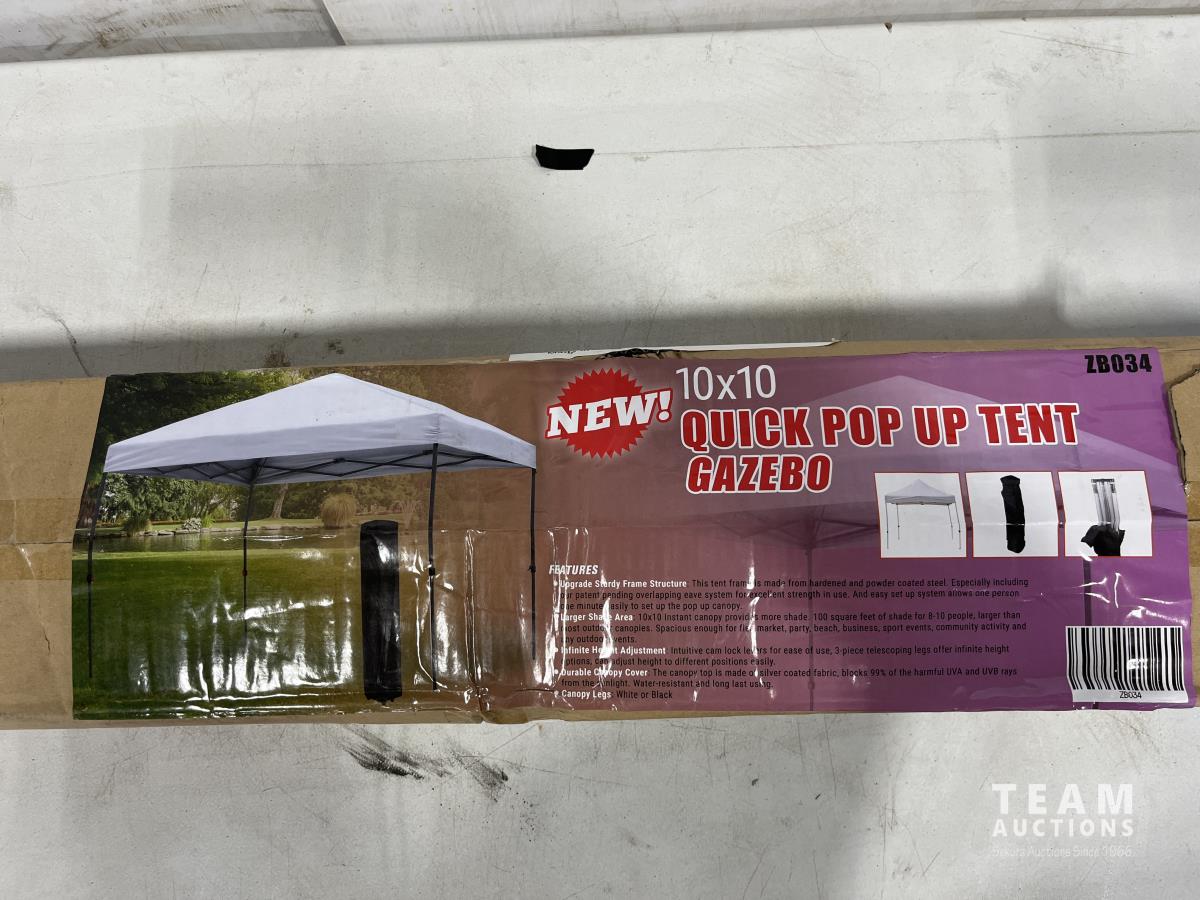 ZB034
NEW!
10x10
QUICK POP UP TENT
GAZEBO
FEATURES
Upgrade Sturdy Frame Structure This tent frame is made from hardened and powder coated steel. Especially including
our patent pending overlapping eave system for excellent strength in use. And easy set up system allows one person
one minute easily to set up the pop up canopy.
Larger Shade Area 10x10 Instant canopy provides more shade. 100 square feet of shade for 8-10 people, larger than
most outdoor canopies. Spacious enough for market, party, beach, business, sport events, community activity and
any outdoor events.
Infinite Height Adjustment Intuitive cam lock levers for ease of use, 3-piece telescoping legs offer infinite height
options, can adjust height to different positions easily.
Durable Canopy Cover The canopy top is made of silver coated fabric, blocks 99% of the harmful UVA and UVB rays
from the sunlight. Water-resistant and long last using.
Canopy Legs White or Black
ZB034
TEAM
AUCTIONS
Auctions Since 1966